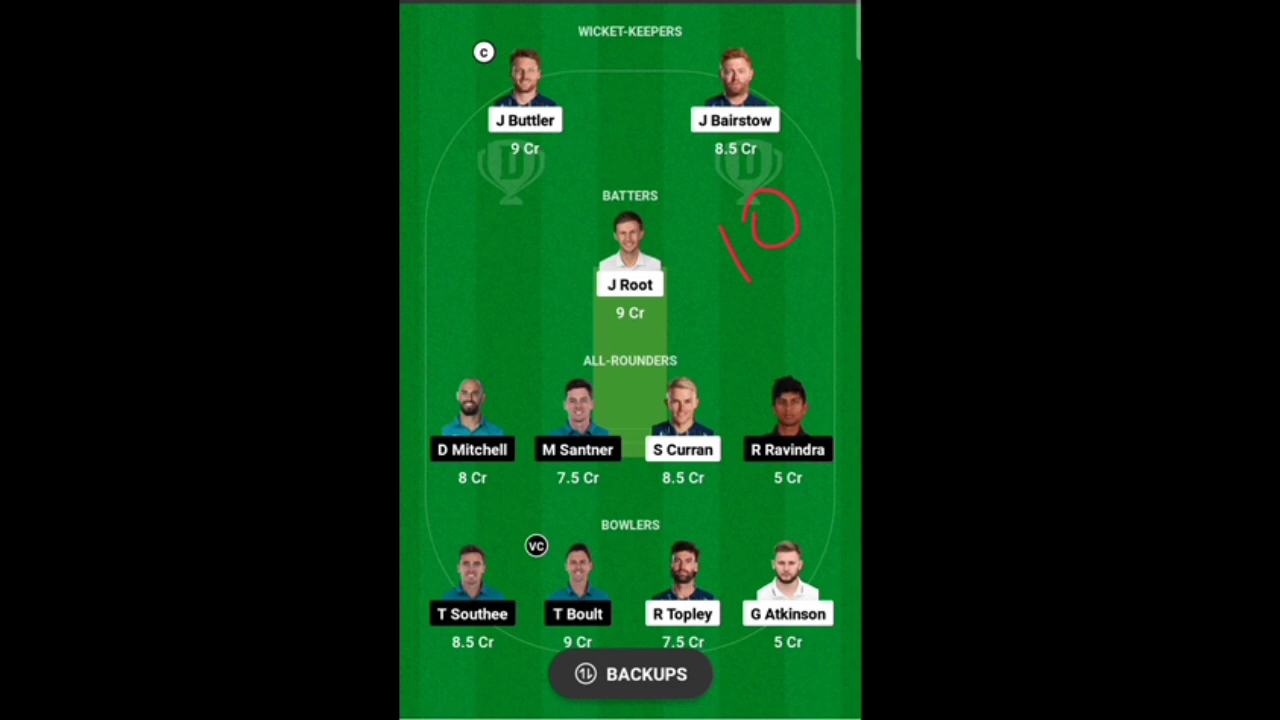 WICKET-KEEPERS
C
J Buttler J Bairstow
9 Cr 8.5 Cr
D D
BATTERS
10
J Root
9 Cr
ALL-ROUNDERS
D Mitchell M Santner S Curran R Ravindra
8 Cr 7.5 Cr 8.5 Cr 5 Cr
BOWLERS
VC
T Southee T Boult R Topley G Atkinson
8.5 Cr 9 Cr 7.5 Cr 5 Cr
BACKUPS